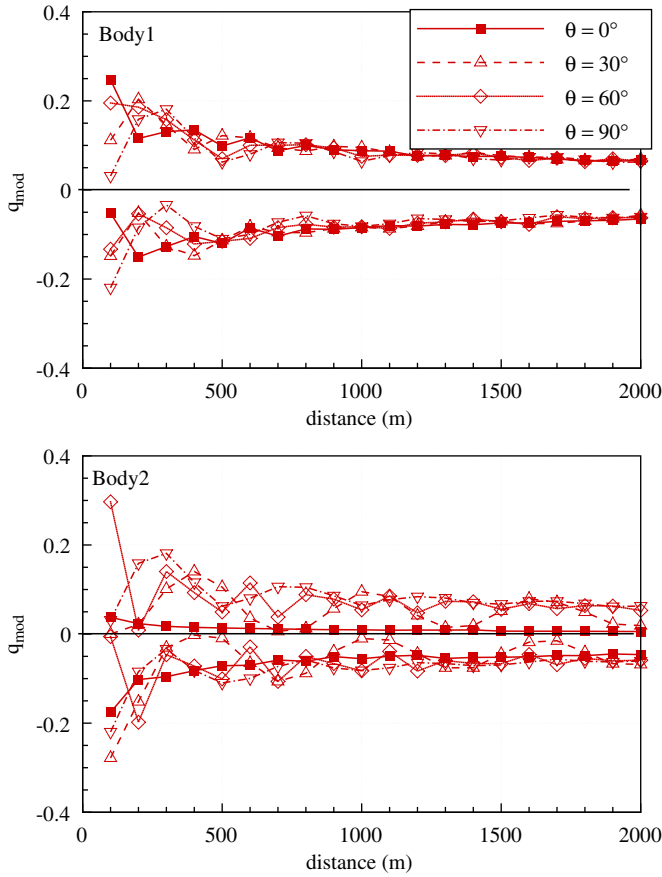 0.4
Body1
θ = 0°
θ = 30°
θ = 60°
θ = 90°
0.2
0
-0.2
-0.4
q_mod
0 500 1000 1500 2000
distance (m)
0.4
Body2
0.2
0
-0.2
-0.4
q_mod
0 500 1000 1500 2000
distance (m)